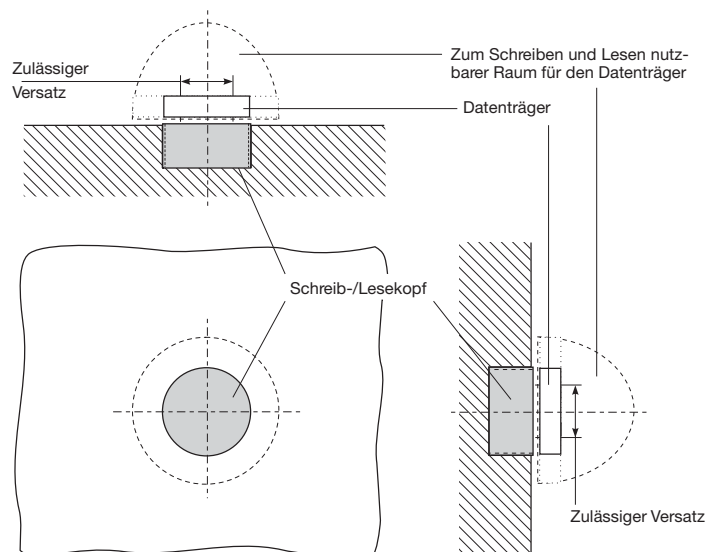 Zulässiger
Versatz
Zum Schreiben und Lesen nutz-
barer Raum für den Datenträger
Datenträger
Schreib-/Lesekopf
Zulässiger Versatz